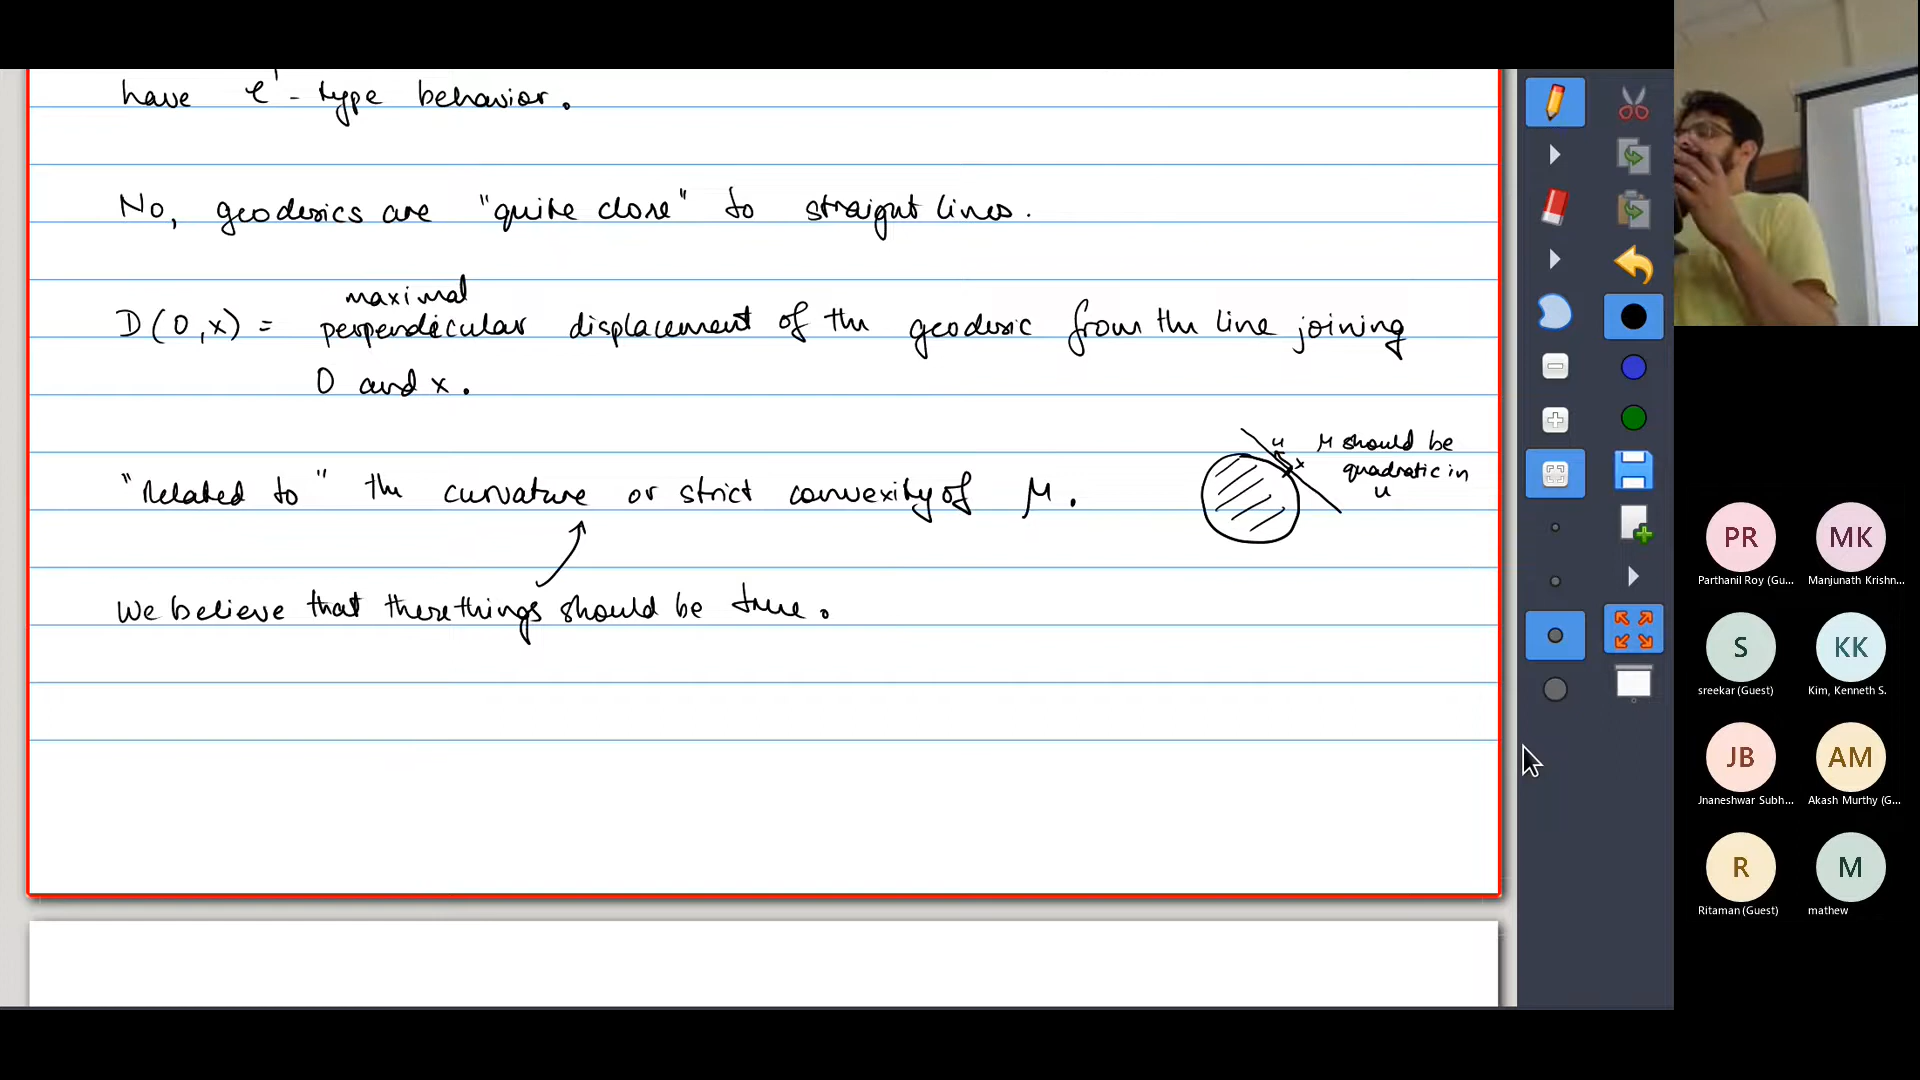 have ℓ¹-type behavior.
No, geodesics are "quite close" to straight lines.
maximal
D(0,x) = perpendicular displacement of the geodesic from the line joining
0 and x.
"Related to" the curvature or strict convexity of μ.
u
x
μ should be
quadratic in
u
We believe that these things should be true.
PR
MK
Parthanil Roy (Gu...
Manjunath Krishn...
S
KK
sreekar (Guest)
Kim, Kenneth S.
JB
AM
Jnaneshwar Subh...
Akash Murthy (G...
R
M
Ritaman (Guest)
mathew